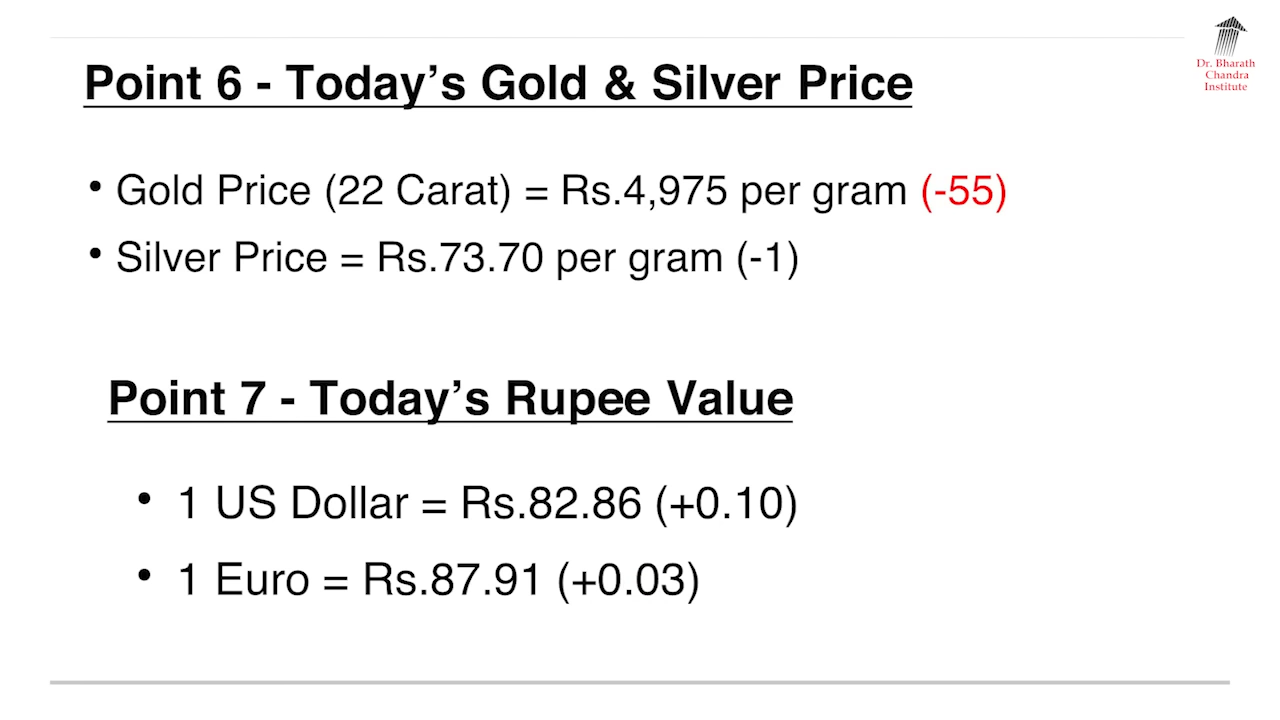 Dr. Bharath
Chandra
Institute
Point 6 - Today’s Gold & Silver Price
• Gold Price (22 Carat) = Rs.4,975 per gram (-55)
• Silver Price = Rs.73.70 per gram (-1)
Point 7 - Today’s Rupee Value
• 1 US Dollar = Rs.82.86 (+0.10)
• 1 Euro = Rs.87.91 (+0.03)